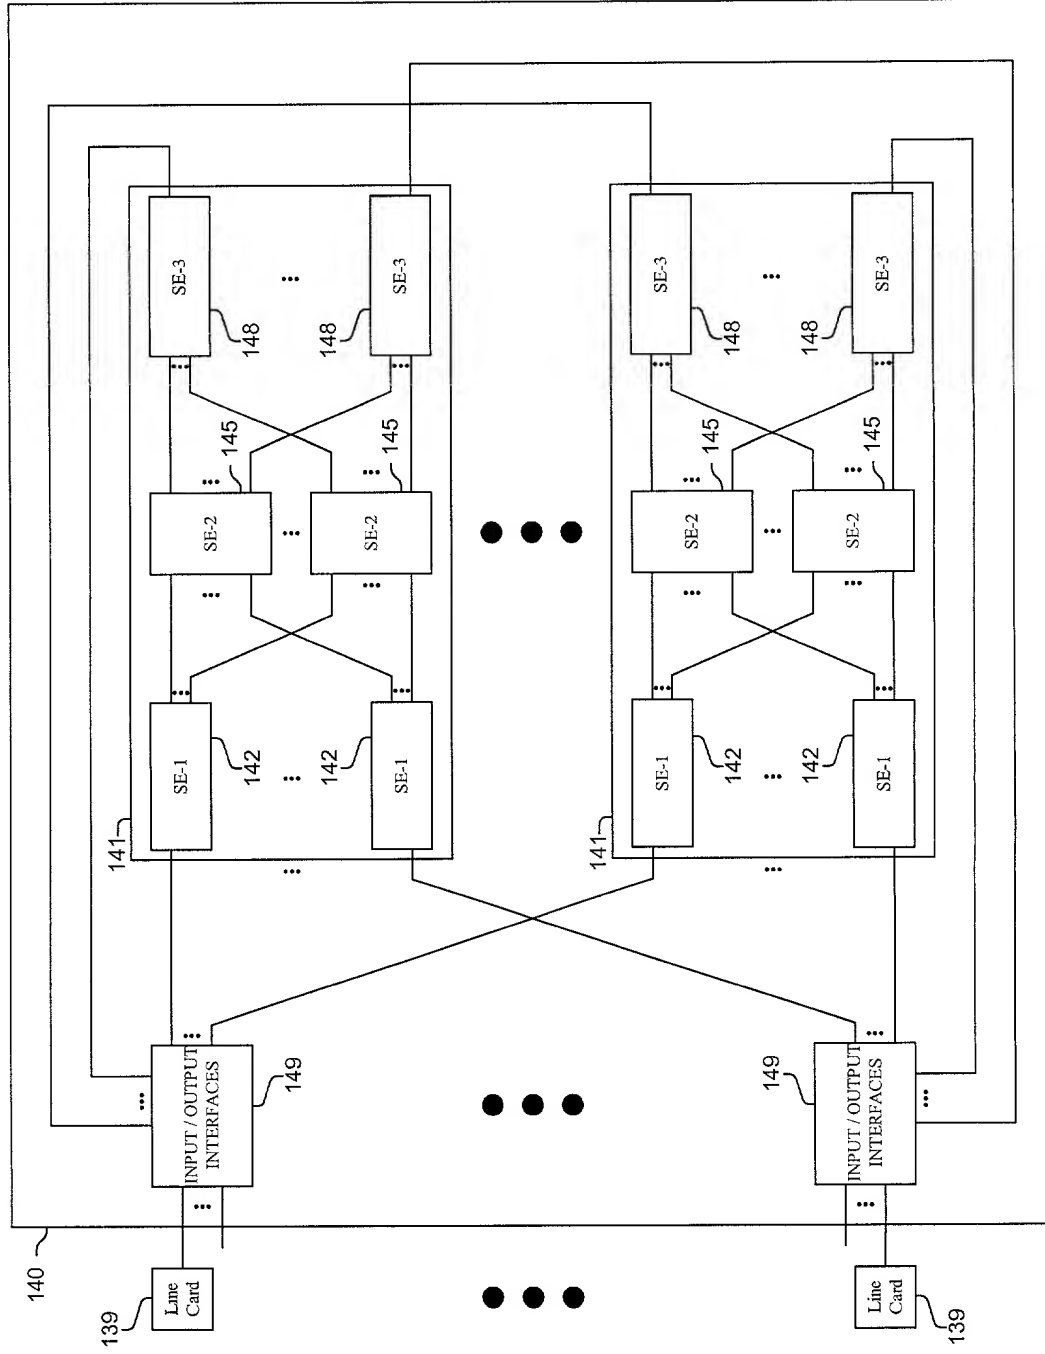 140
139
141
Line
Card
INPUT / OUTPUT
INTERFACES
SE-1
SE-2
SE-3
145
142
148
149
142
148
SE-1
SE-2
145
SE-3
141
SE-1
SE-2
SE-3
145
142
148
149
142
148
Line
Card
INPUT / OUTPUT
INTERFACES
SE-1
SE-2
145
SE-3
139